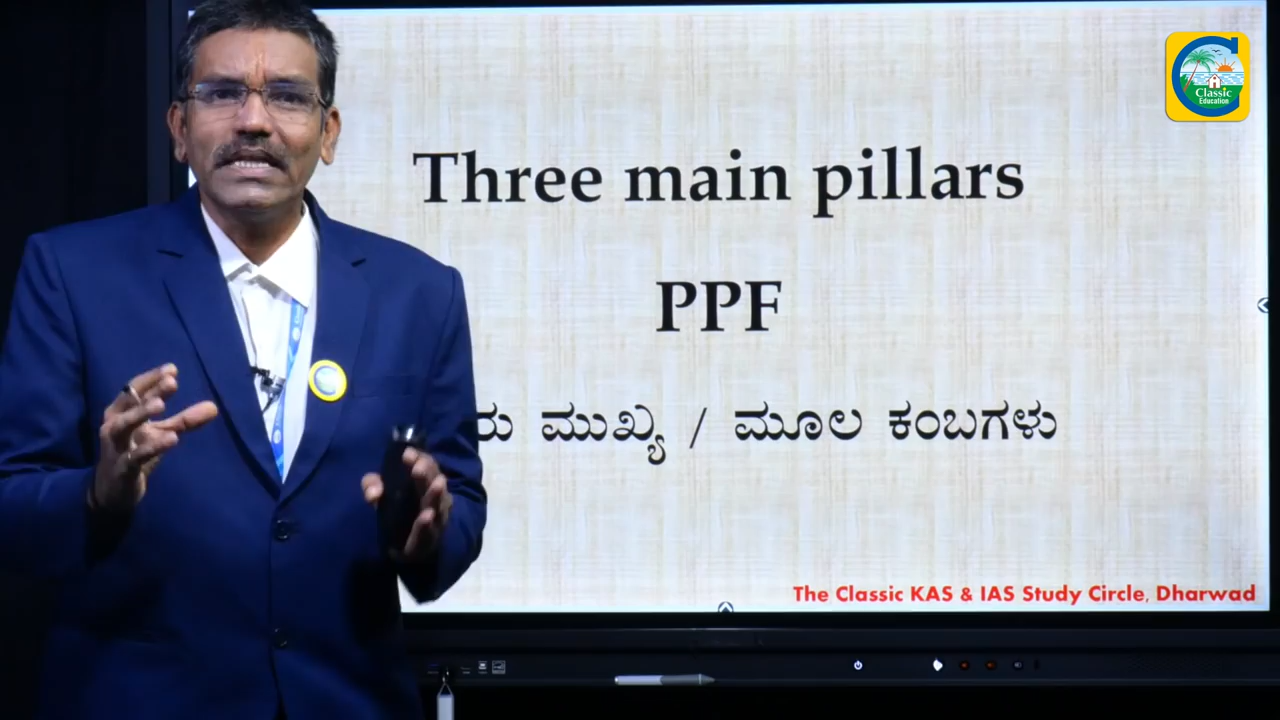 Classic
Education
Three main pillars
PPF
ಮುಖ್ಯ / ಮೂಲ ಕಂಬಗಳು
The Classic KAS & IAS Study Circle, Dharwad